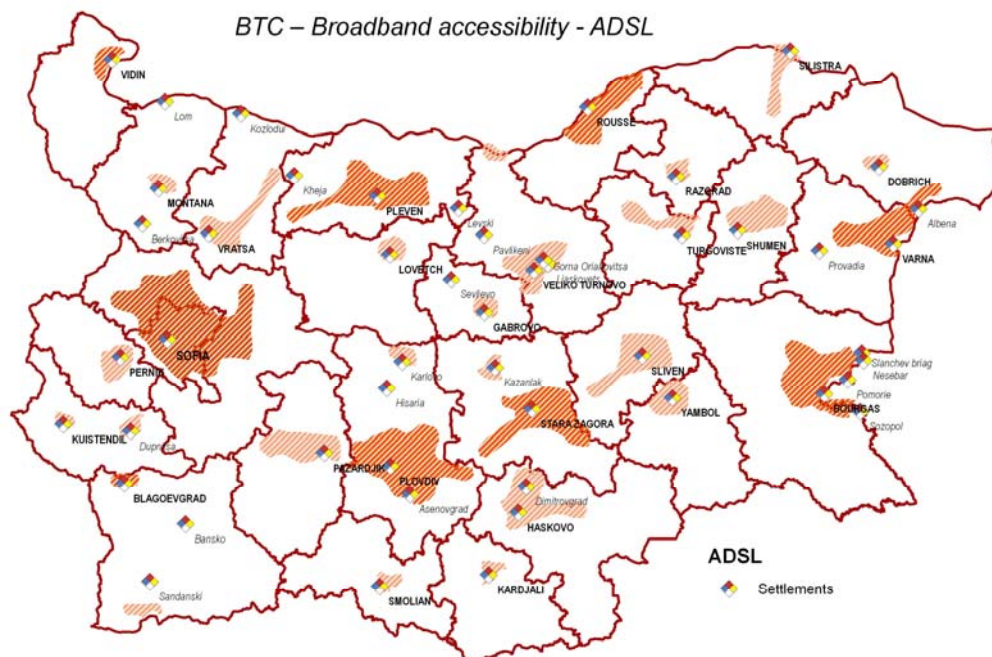 BTC – Broadband accessibility - ADSL
VIDIN
SILISTRA
Lom
Kozlodui
ROUSSE
Kheja
DOBRICH
RAZGRAD
MONTANA
PLEVEN
Levski
Albena
Berkovitsa
VRATSA
TURGOVISTE
SHUMEN
Pavlikeni
VARNA
Provadia
LOVETCH
Gorna Oriakovitsa
Liaskovets
VELIKO TURNOVO
Sevlievo
GABROVO
SOFIA
PERNIK
Slanchev briag
Nesebar
SLIVEN
Karlovo
Kazanlak
Hisaria
Pomorie
YAMBOL
BOURGAS
STARA ZAGORA
Sozopol
KUISTENDIL
Dupnitsa
PAZARDJIK
PLOVDIV
BLAGOEVGRAD
Dimitrovgrad
Asenovgrad
HASKOVO
Bansko
ADSL
Sandanski
SMOLIAN
KARDJALI
Settlements